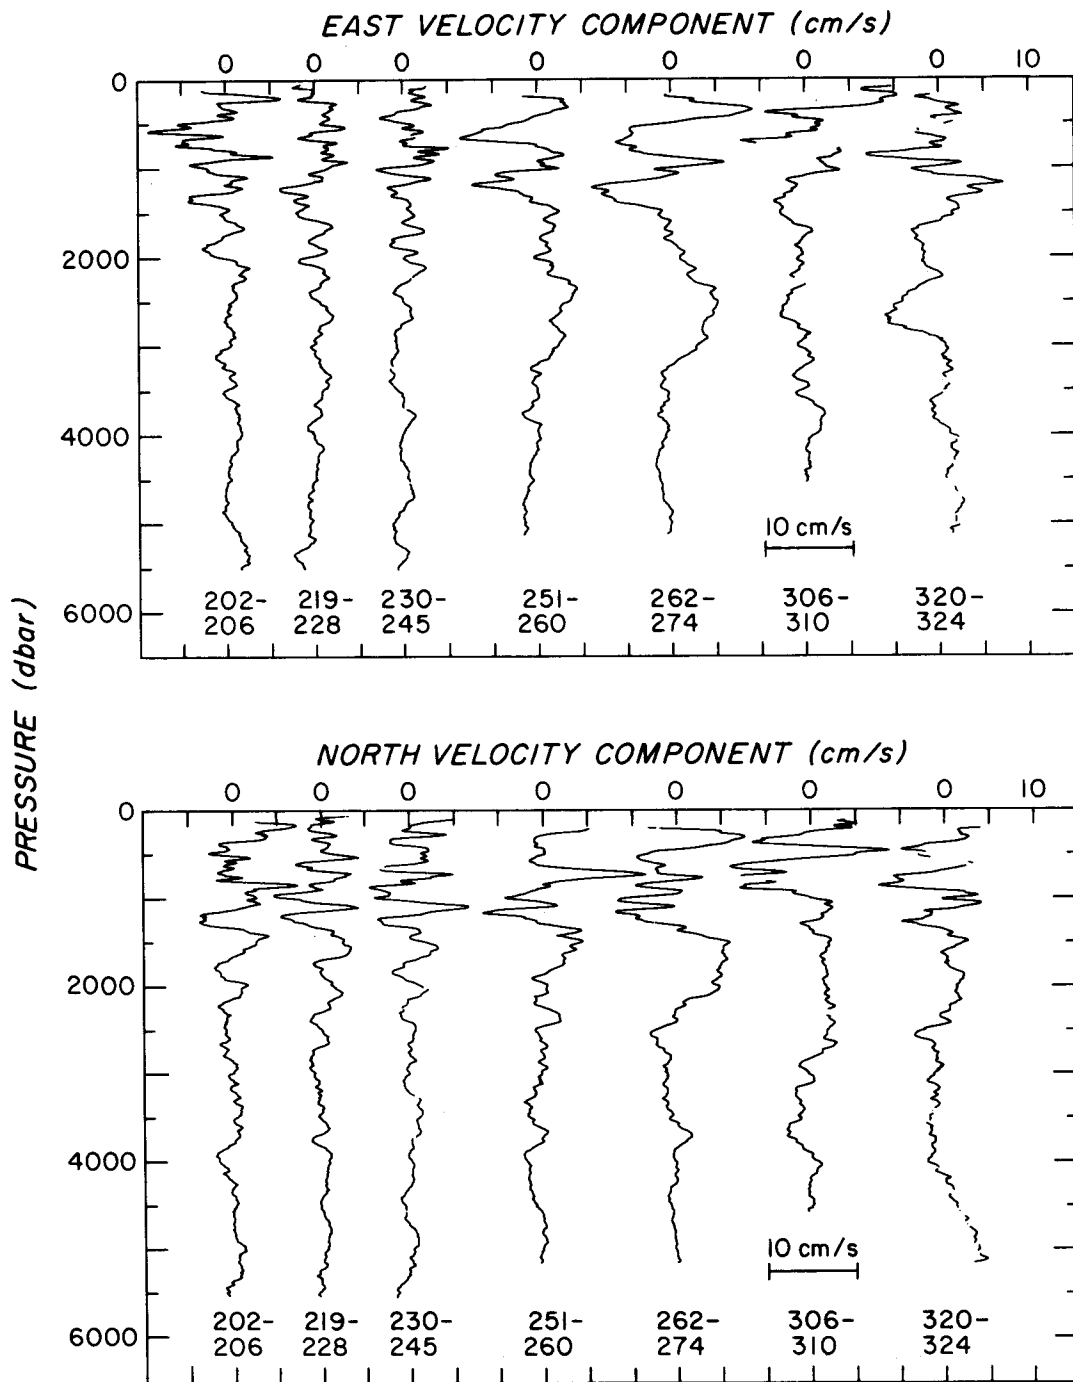 EAST VELOCITY COMPONENT (cm/s)
0 0 0 0 0 0 0 10
0
2000
4000
6000
10 cm/s
202- 219- 230- 251- 262- 306- 320-
206 228 245 260 274 310 324
PRESSURE (dbar)
NORTH VELOCITY COMPONENT (cm/s)
0 0 0 0 0 0 0 10
0
2000
4000
6000
10 cm/s
202- 219- 230- 251- 262- 306- 320-
206 228 245 260 274 310 324